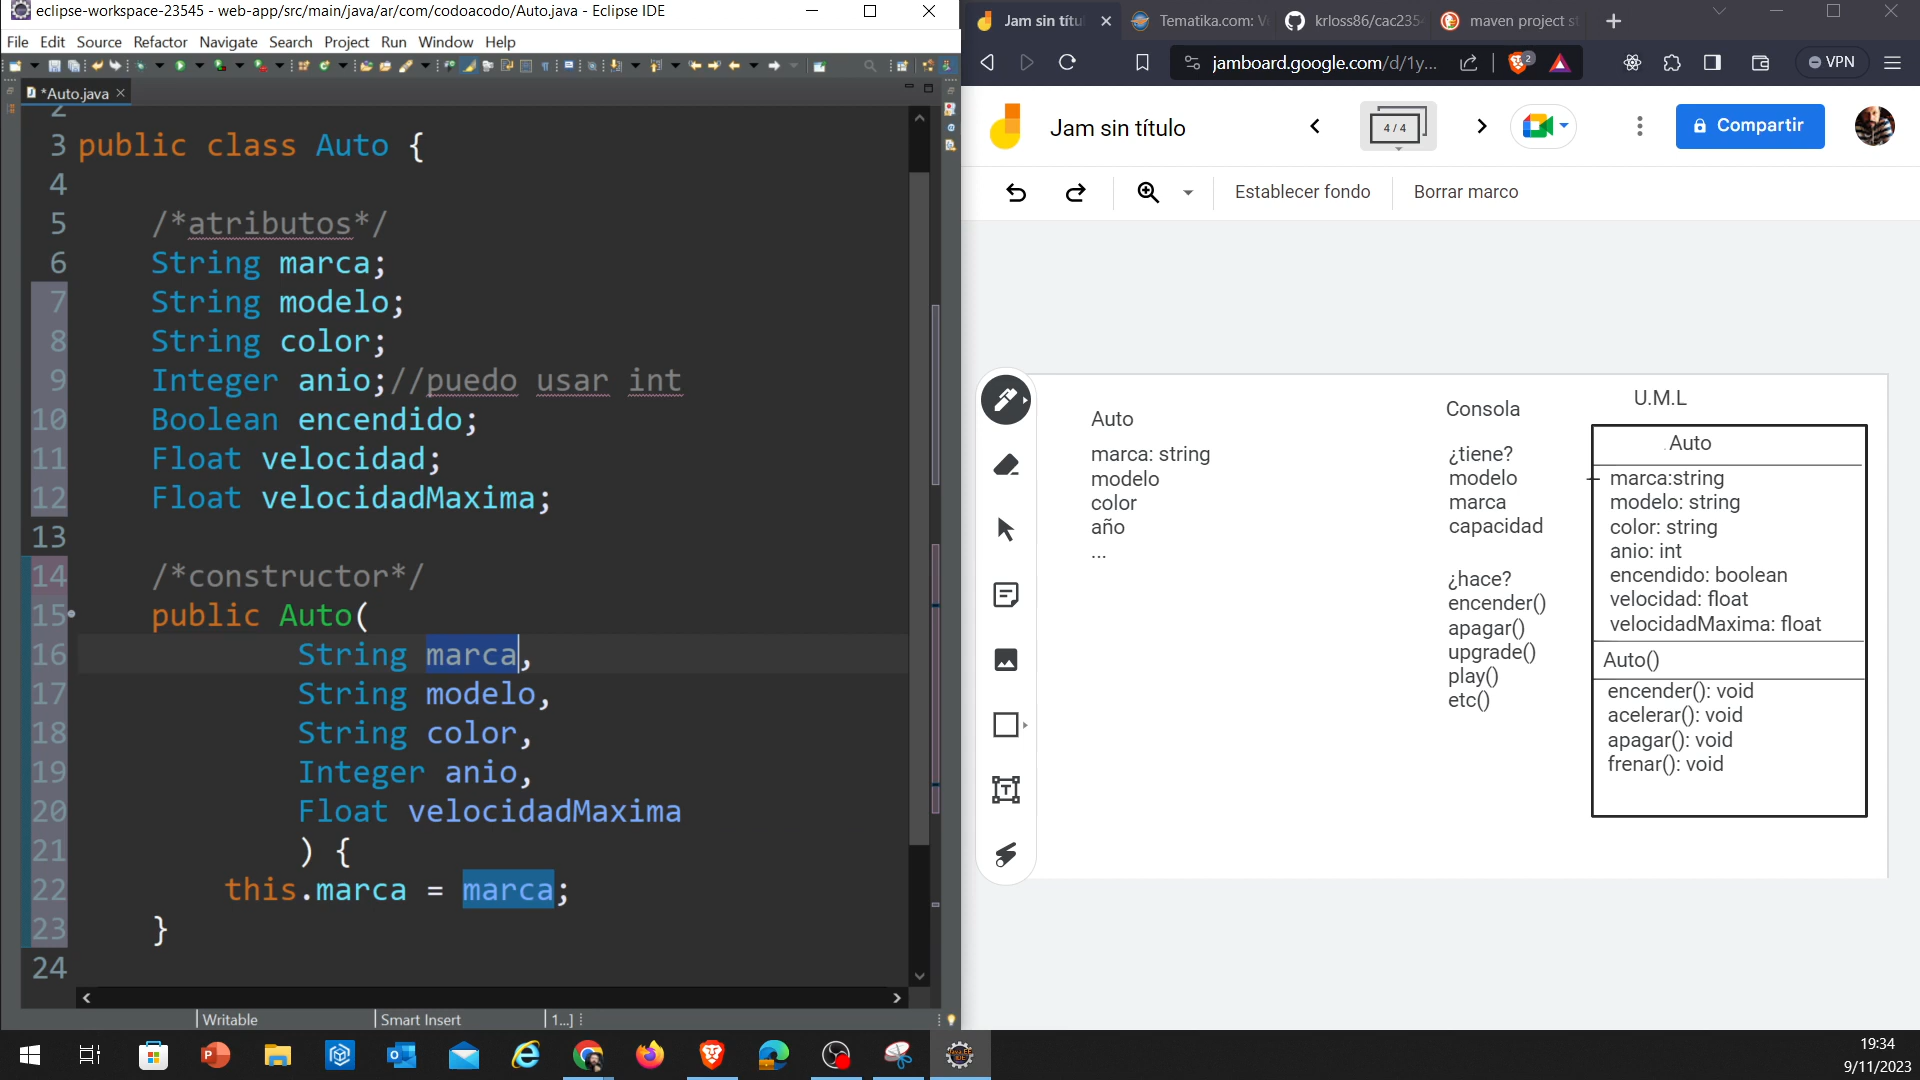 eclipse-workspace-23545 - web-app/src/main/java/ar/com/codoacodo/Auto.java - Eclipse IDE
File Edit Source Refactor Navigate Search Project Run Window Help
*Auto.java
2
3 public class Auto {
4
5 /*atributos*/
6 String marca;
7 String modelo;
8 String color;
9 Integer anio;//puedo usar int
10 Boolean encendido;
11 Float velocidad;
12 Float velocidadMaxima;
13
14 /*constructor*/
15 public Auto(
16 String marca,
17 String modelo,
18 String color,
19 Integer anio,
20 Float velocidadMaxima
21 ) {
22 this.marca = marca;
23 }
24
Writable
Smart Insert
1...]
Jam sin títu
Tematika.com:
krloss86/cac235
maven project s
jamboard.google.com/d/1y...
2
VPN
Jam sin título
4 / 4
Compartir
Establecer fondo
Borrar marco
Auto
marca: string
modelo
color
año
...
Consola
¿tiene?
modelo
marca
capacidad
¿hace?
encender()
apagar()
upgrade()
play()
etc()
U.M.L
Auto
marca:string
modelo: string
color: string
anio: int
encendido: boolean
velocidad: float
velocidadMaxima: float
Auto()
encender(): void
acelerar(): void
apagar(): void
frenar(): void
19:34
9/11/2023